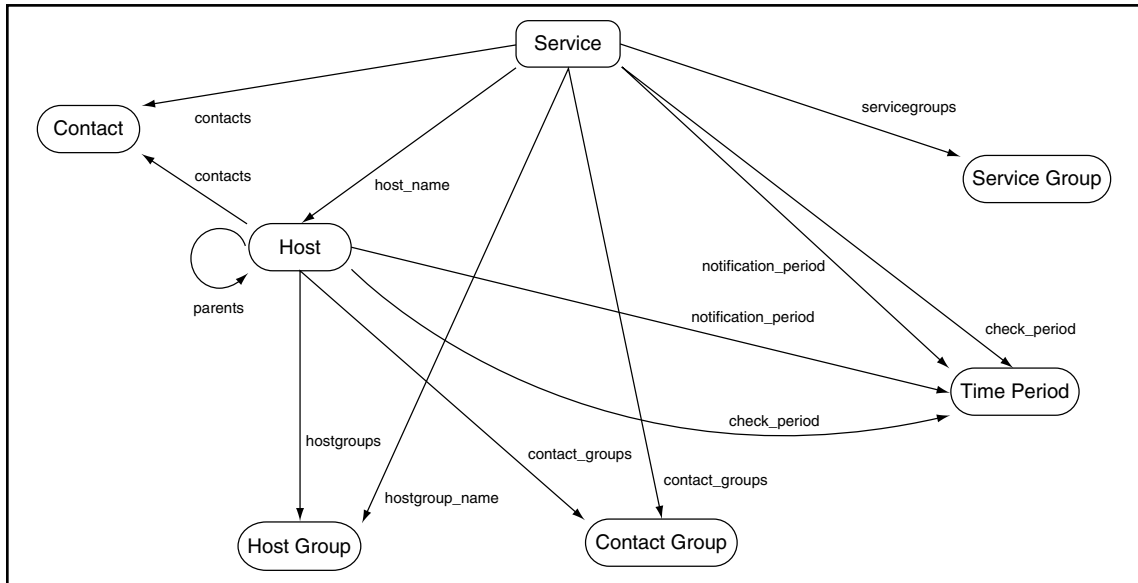 Service
servicegroups
contacts
Contact
contacts
host_name
Service Group
Host
notification_period
parents
notification_period
check_period
Time Period
check_period
hostgroups
contact_groups
contact_groups
hostgroup_name
Host Group
Contact Group